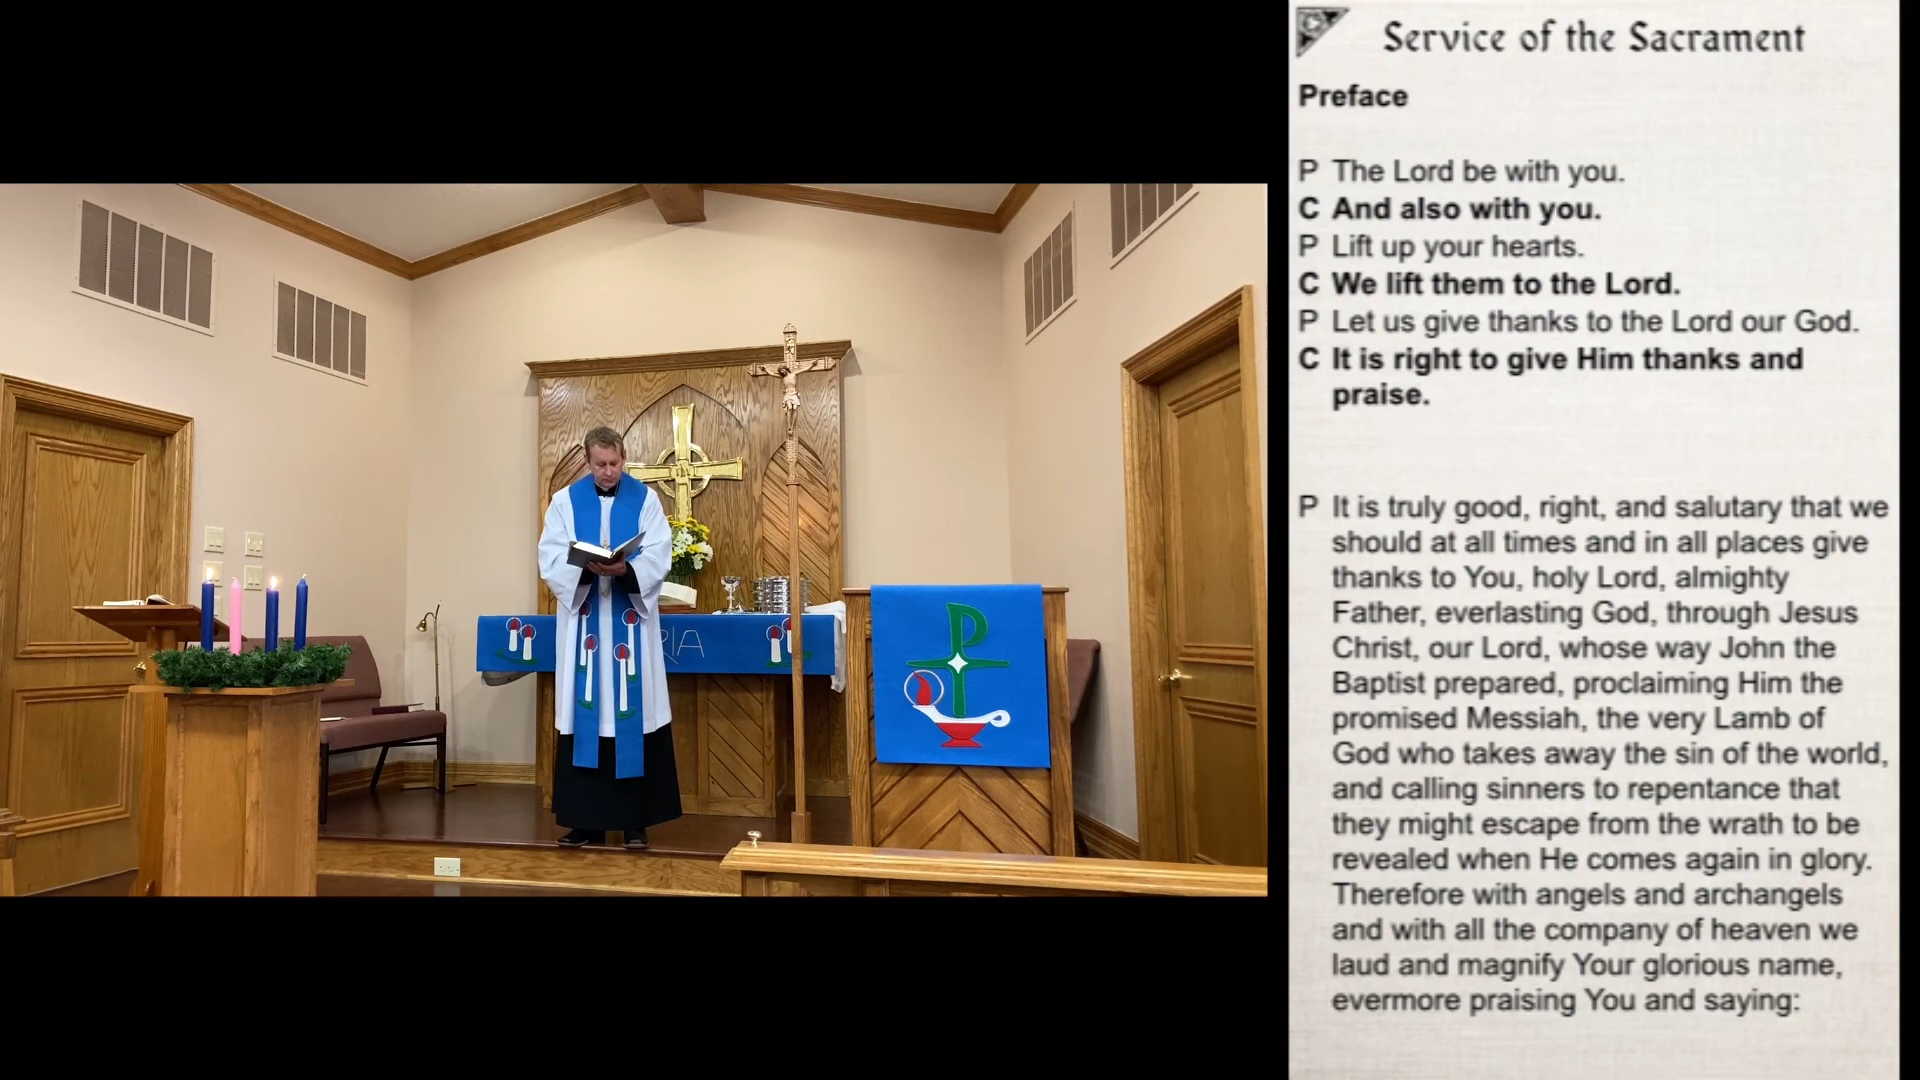 Service of the Sacrament
Preface
P The Lord be with you.
C And also with you.
P Lift up your hearts.
C We lift them to the Lord.
P Let us give thanks to the Lord our God.
C It is right to give Him thanks and
praise.
P It is truly good, right, and salutary that we
should at all times and in all places give
thanks to You, holy Lord, almighty
Father, everlasting God, through Jesus
Christ, our Lord, whose way John the
Baptist prepared, proclaiming Him the
promised Messiah, the very Lamb of
God who takes away the sin of the world,
and calling sinners to repentance that
they might escape from the wrath to be
revealed when He comes again in glory.
Therefore with angels and archangels
and with all the company of heaven we
laud and magnify Your glorious name,
evermore praising You and saying: